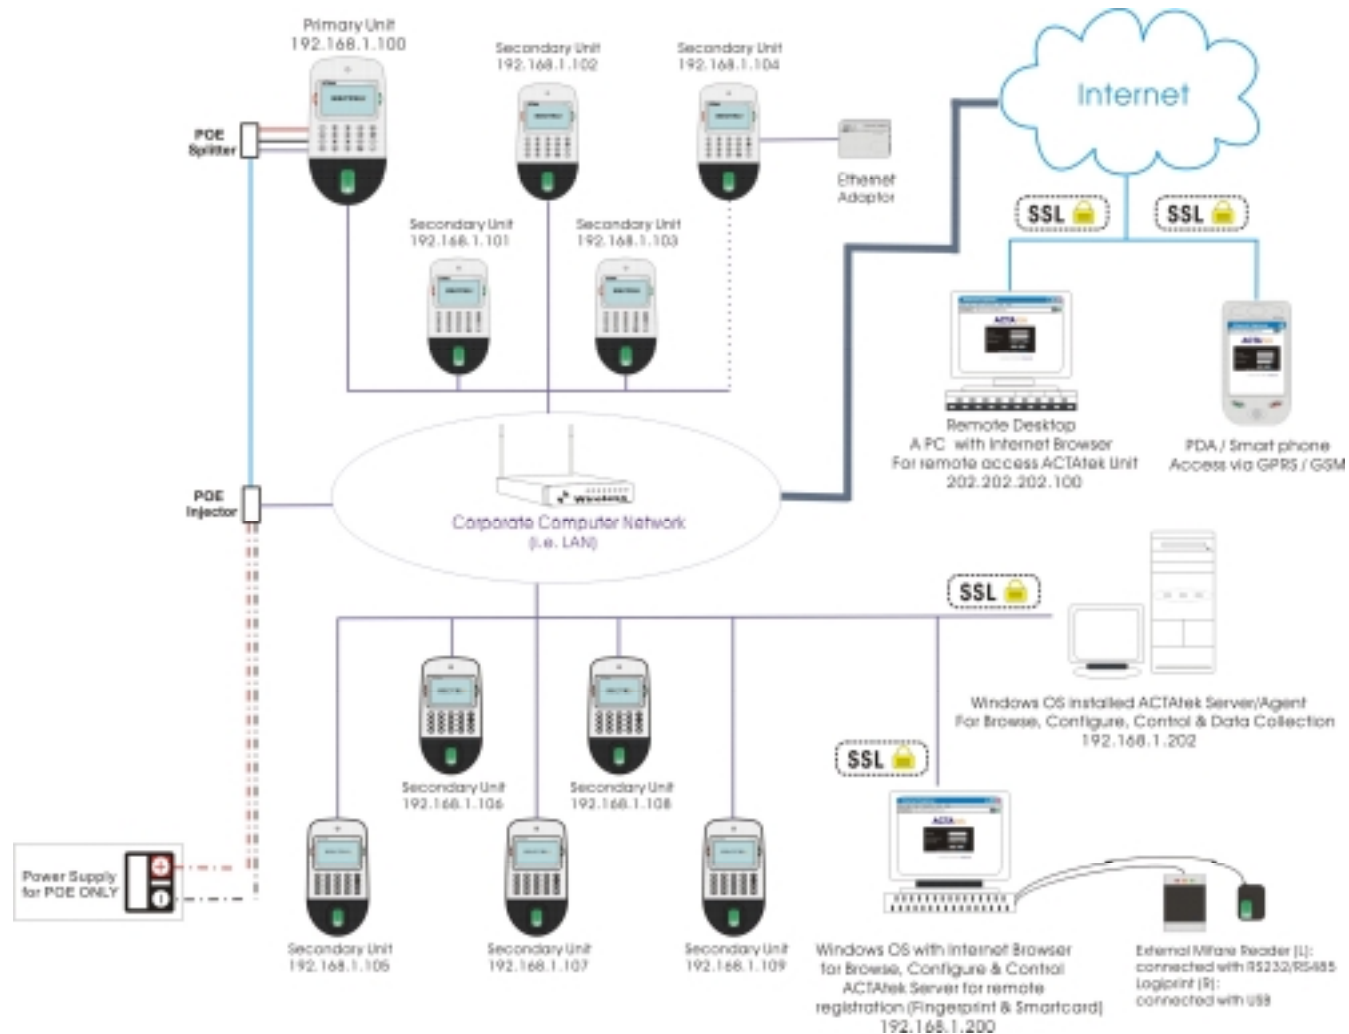 Primary Unit
192.168.1.100
Secondary Unit
192.168.1.102
Secondary Unit
192.168.1.104
Internet
POE
Splitter
Ethernet
Adaptor
SSL
SSL
Secondary Unit
192.168.1.101
Secondary Unit
192.168.1.103
ACTAtek
ACTAtek
Remote Desktop
A PC with Internet Browser
For remote access ACTAtek Unit
202.202.202.100
PDA / Smart phone
Access via GPRS / GSM
POE
Injector
Wireless
Corporate Computer Network
(i.e. LAN)
SSL
Windows OS Installed ACTAtek Server/Agent
For Browse, Configure, Control & Data Collection
192.168.1.202
SSL
Secondary Unit
192.168.1.106
Secondary Unit
192.168.1.108
ACTAtek
Power Supply
for POE ONLY
Secondary Unit
192.168.1.105
Secondary Unit
192.168.1.107
Secondary Unit
192.168.1.109
Windows OS with Internet Browser
for Browse, Configure & Control
ACTAtek Server for remote
registration (Fingerprint & Smartcard)
192.168.1.200
External Mifare Reader (L):
connected with RS232/RS485
Logiprint (R):
connected with USB